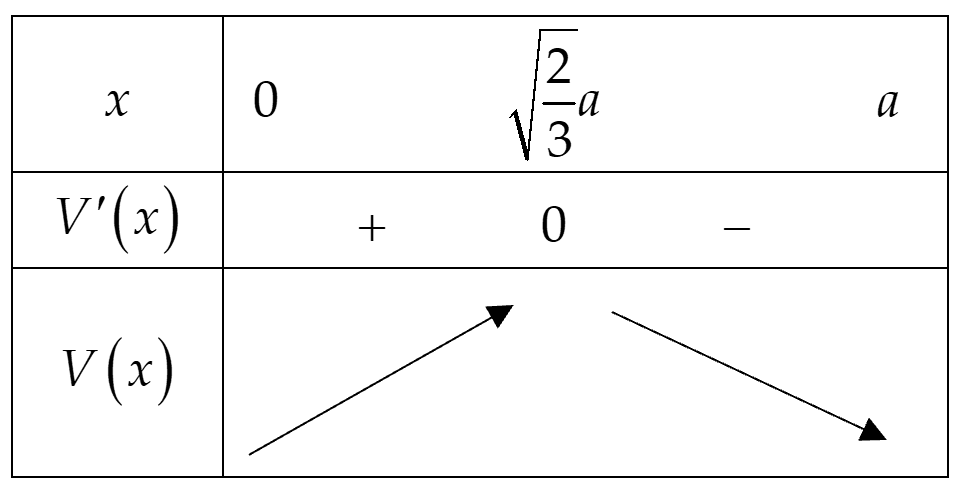 x 0 √(2/3)a a
V′(x) + 0 −
V(x)